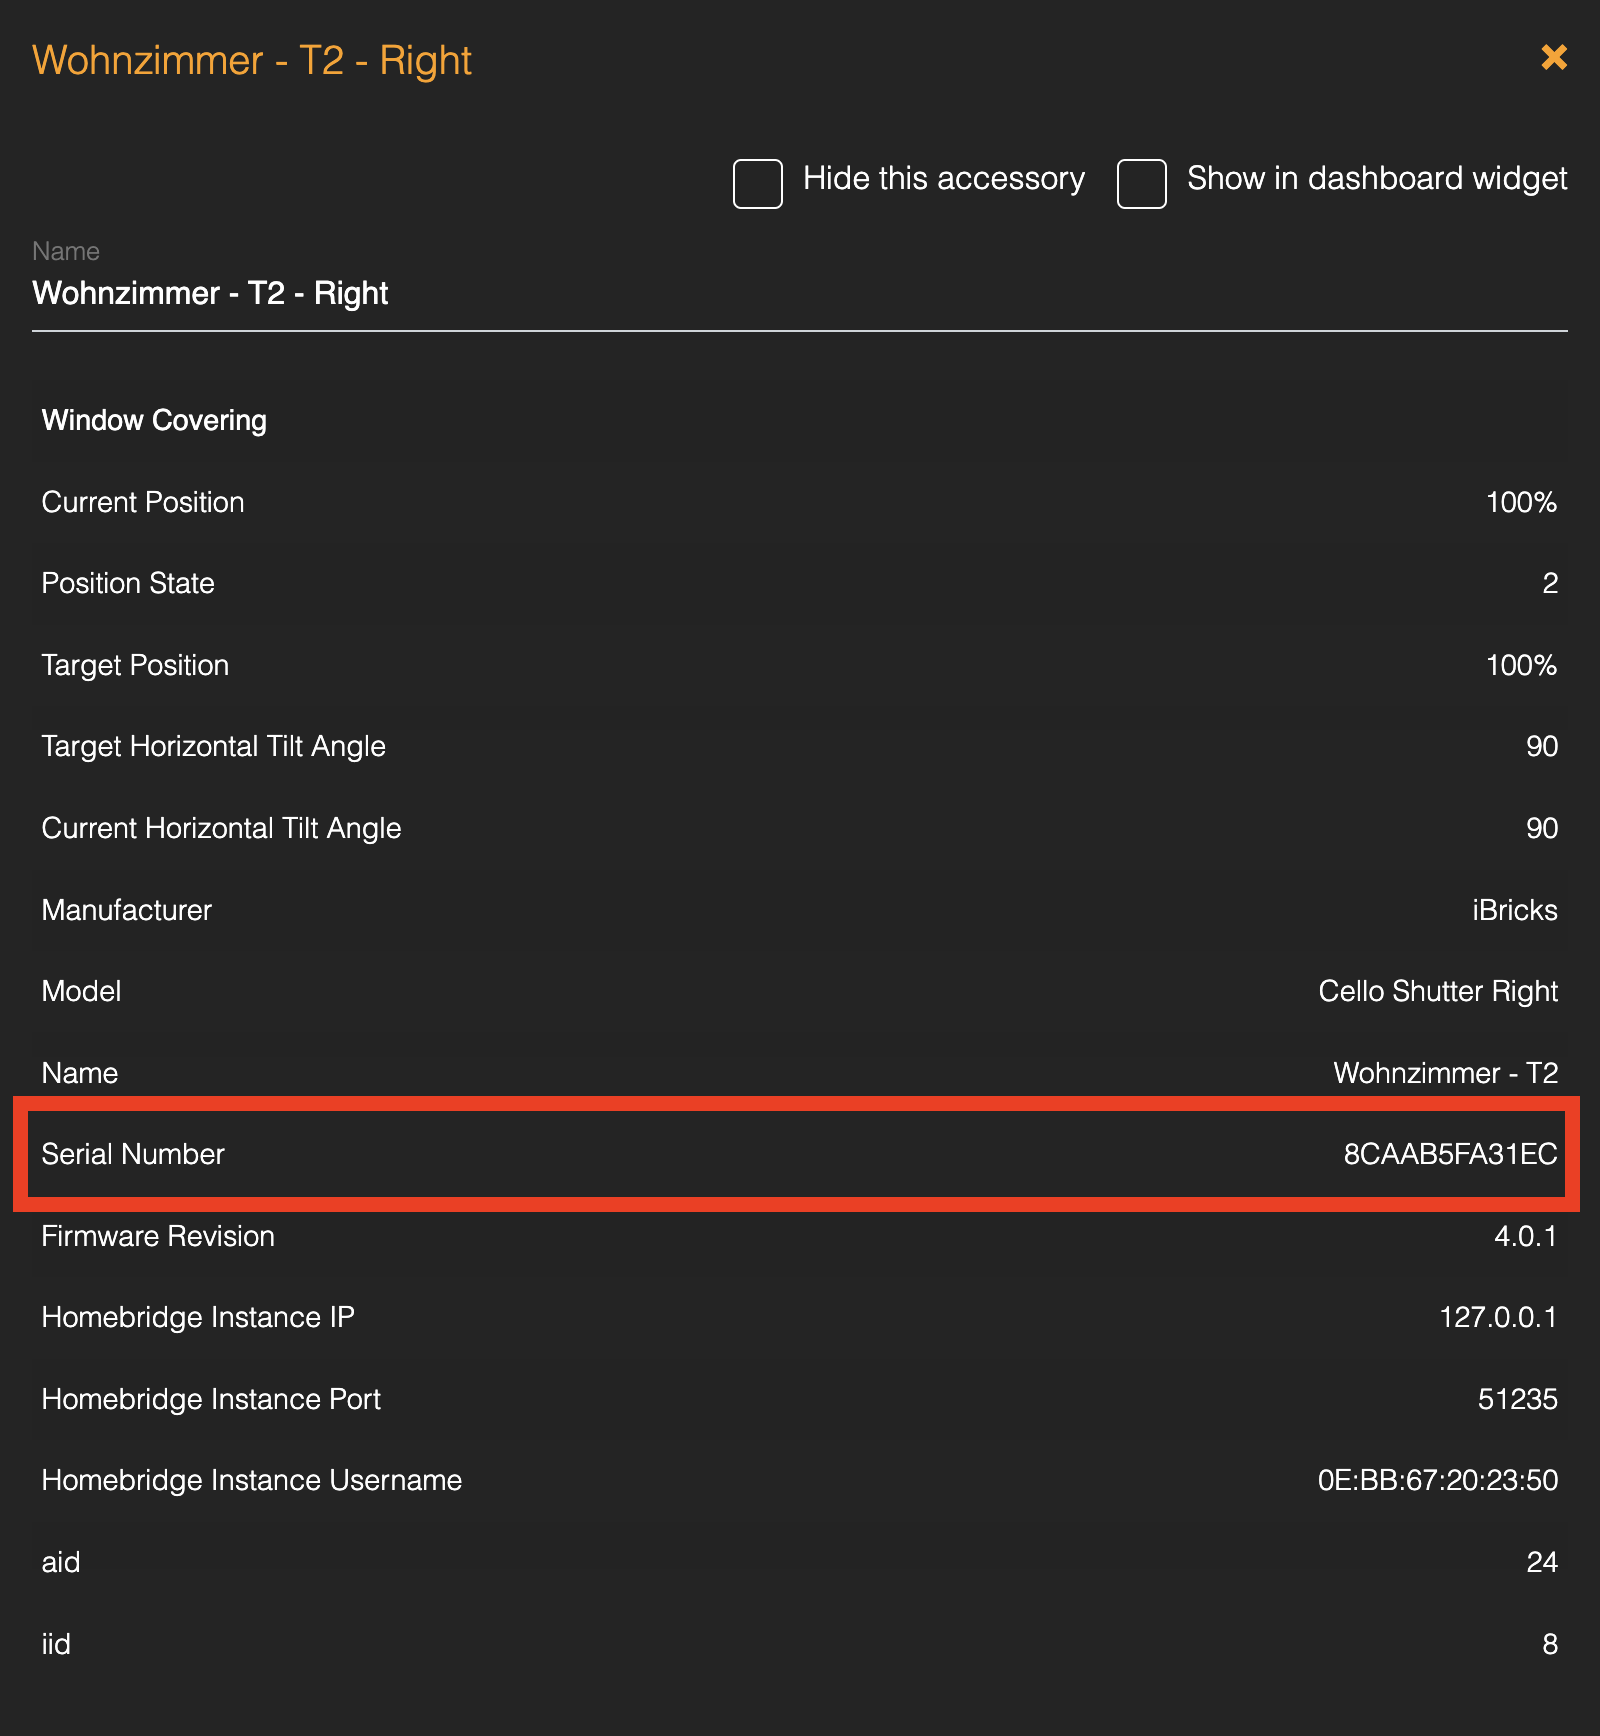 Wohnzimmer - T2 - Right
Hide this accessory Show in dashboard widget
Name
Wohnzimmer - T2 - Right
Window Covering
Current Position 100%
Position State 2
Target Position 100%
Target Horizontal Tilt Angle 90
Current Horizontal Tilt Angle 90
Manufacturer iBricks
Model Cello Shutter Right
Name Wohnzimmer - T2
Serial Number 8CAAB5FA31EC
Firmware Revision 4.0.1
Homebridge Instance IP 127.0.0.1
Homebridge Instance Port 51235
Homebridge Instance Username 0E:BB:67:20:23:50
aid 24
iid 8